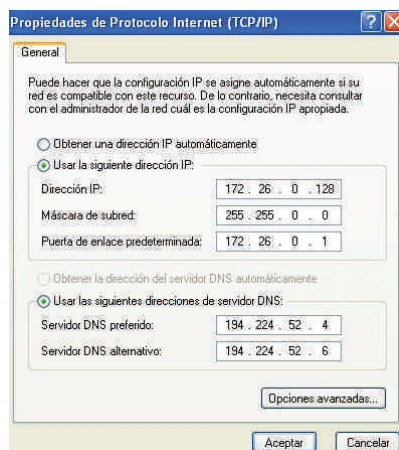 Propiedades de Protocolo Internet (TCP/IP)
General
Puede hacer que la configuración IP se asigne automáticamente si su
red es compatible con este recurso. De lo contrario, necesita consultar
con el administrador de la red cuál es la configuración IP apropiada.
Obtener una dirección IP automáticamente
Usar la siguiente dirección IP:
Dirección IP: 172 . 26 . 0 . 128
Máscara de subred: 255 . 255 . 0 . 0
Puerta de enlace predeterminada: 172 . 26 . 0 . 1
Obtener la dirección del servidor DNS automáticamente
Usar las siguientes direcciones de servidor DNS:
Servidor DNS preferido: 194 . 224 . 52 . 4
Servidor DNS alternativo: 194 . 224 . 52 . 6
Opciones avanzadas...
Aceptar Cancelar